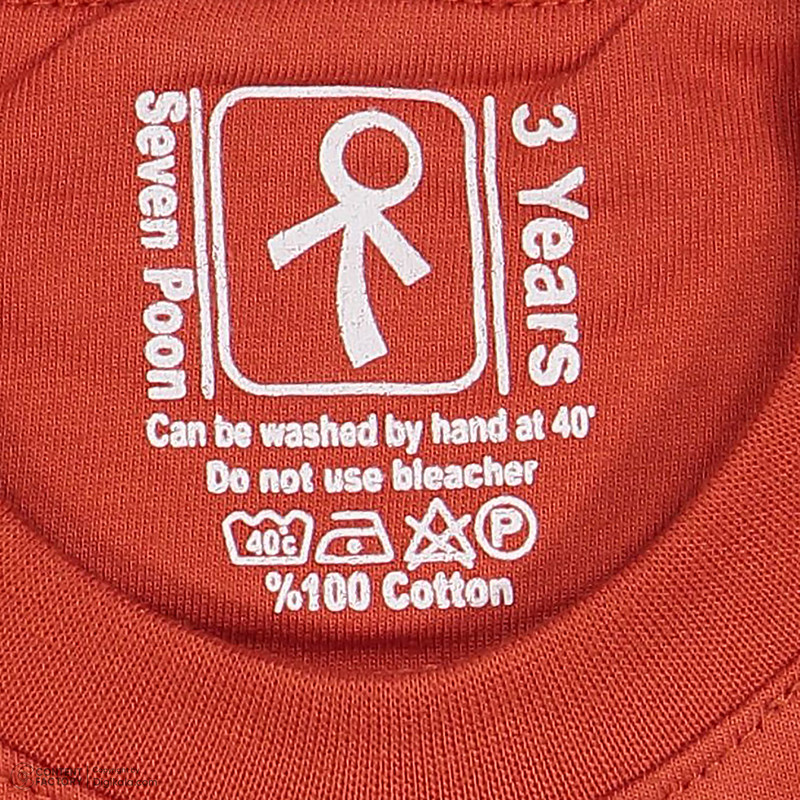 Seven Poon
3 Years
Can be washed by hand at 40°
Do not use bleacher
40c
P
%100 Cotton